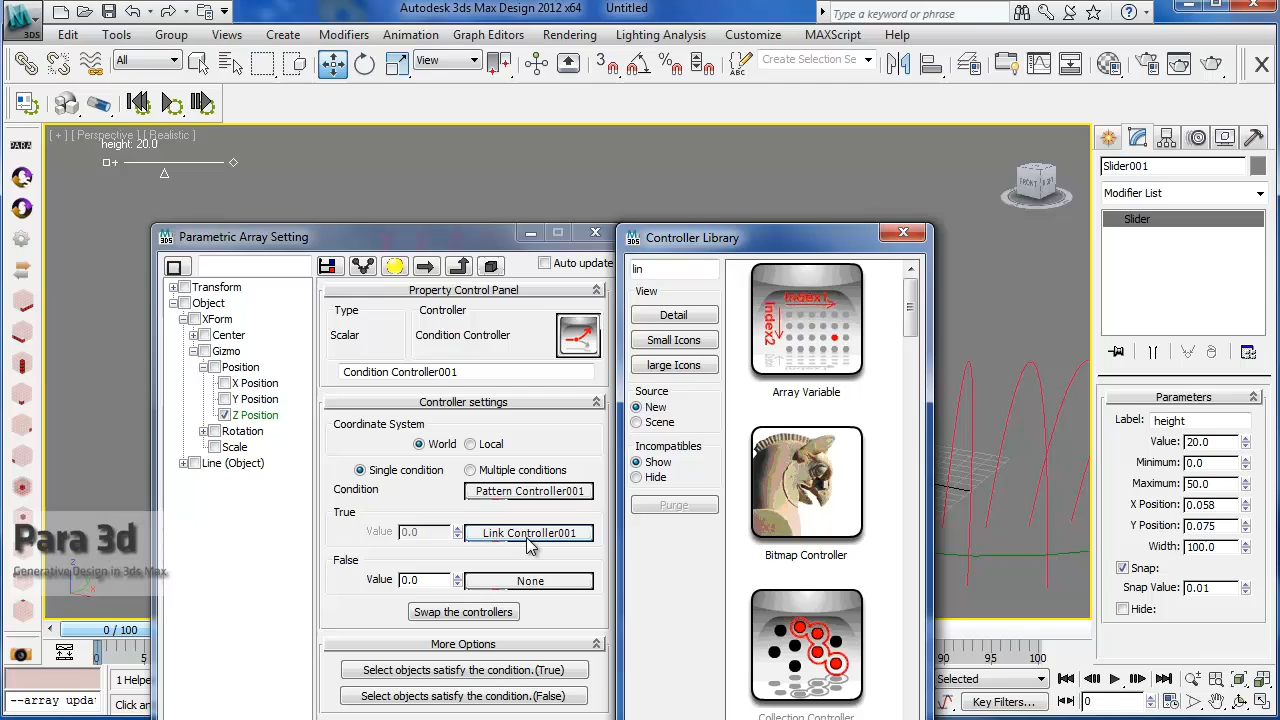 Autodesk 3ds Max Design 2012 x64 Untitled
Type a keyword or phrase
3DS
Edit Tools Group Views Create Modifiers Animation Graph Editors Rendering Lighting Analysis Customize MAXScript Help
All
View
Create Selection Se
[ + ] [ Perspective ] [ Realistic ]
height: 20.0
PARA
FRONT
Slider001
Modifier List
Slider
Parametric Array Setting
Auto update
Transform
Object
XForm
Center
Gizmo
Position
X Position
Y Position
Z Position
Rotation
Scale
Line (Object)
Property Control Panel
Type
Controller
Scalar
Condition Controller
Condition Controller001
Controller settings
Coordinate System
World Local
Single condition Multiple conditions
Condition Pattern Controller001
True
Value 0.0 Link Controller001
False
Value 0.0 None
Swap the controllers
More Options
Select objects satisfy the condition.(True)
Select objects satisfy the condition.(False)
Controller Library
lin
View
Detail
Small Icons
large Icons
Source
New
Scene
Incompatibles
Show
Hide
Purge
Index1
Index2
Array Variable
Bitmap Controller
Collection Controller
Parameters
Label: height
Value: 20.0
Minimum: 0.0
Maximum: 50.0
X Position: 0.058
Y Position: 0.075
Width: 100.0
Snap:
Snap Value: 0.01
Hide:
Para 3d
Generative Design in 3ds Max
z
x
0 / 100
0 5 90 95 100
1 Helpe
--array upda
Click an
Selected
Key Filters...
0